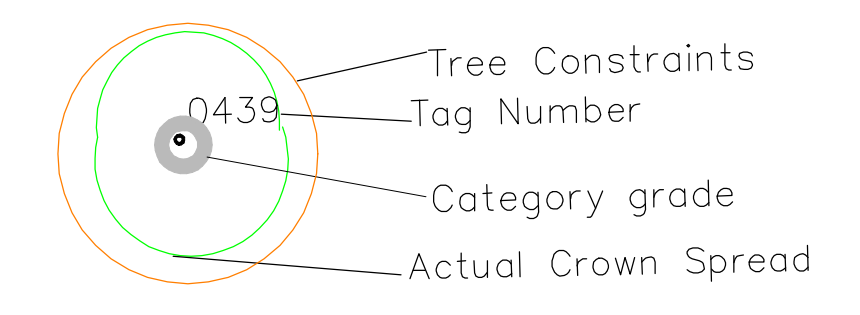 Tree Constraints
0439
Tag Number
Category grade
Actual Crown Spread